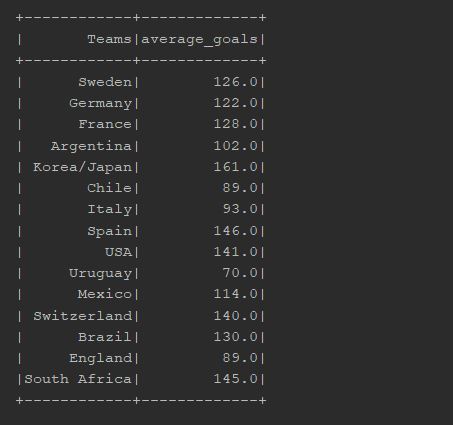 +------------+-------------+
|       Teams|average_goals|
+------------+-------------+
|      Sweden|        126.0|
|     Germany|        122.0|
|      France|        128.0|
|   Argentina|        102.0|
| Korea/Japan|        161.0|
|       Chile|         89.0|
|       Italy|         93.0|
|       Spain|        146.0|
|         USA|        141.0|
|     Uruguay|         70.0|
|      Mexico|        114.0|
| Switzerland|        140.0|
|      Brazil|        130.0|
|     England|         89.0|
|South Africa|        145.0|
+------------+-------------+